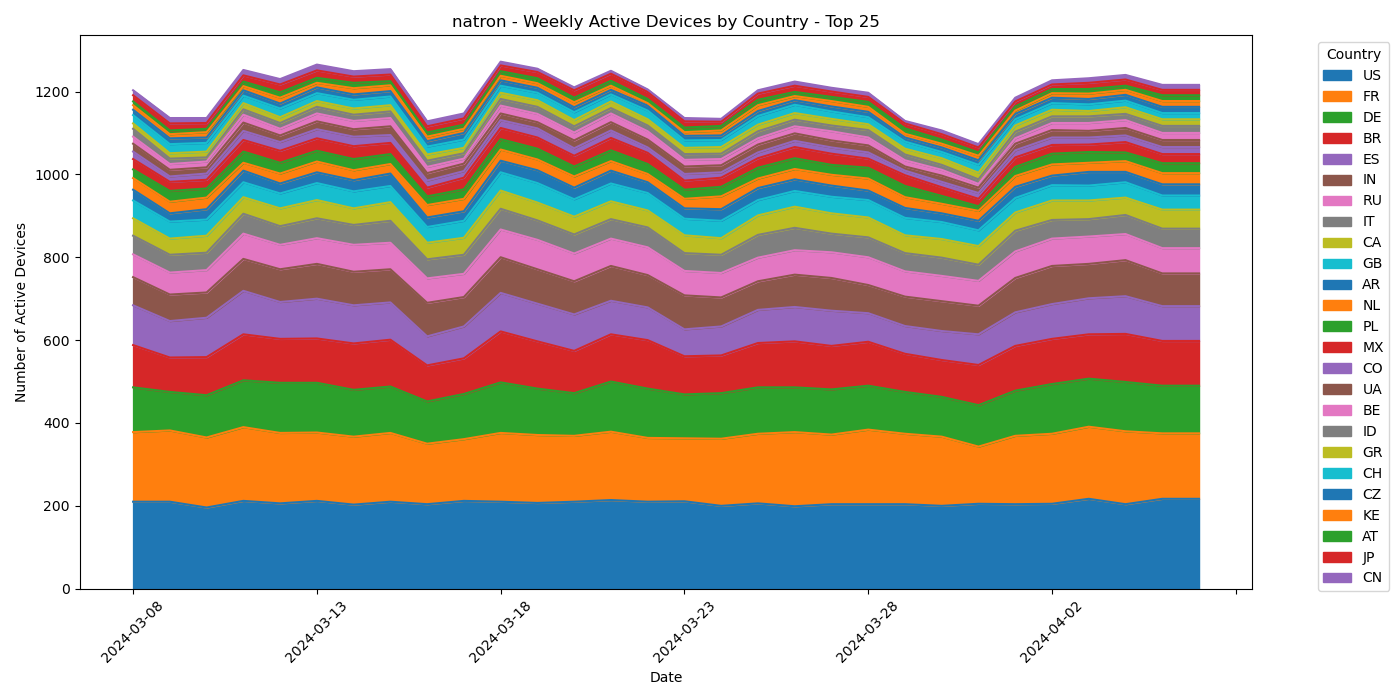 natron - Weekly Active Devices by Country - Top 25
Number of Active Devices
1200
1000
800
600
400
200
0
2024-03-08
2024-03-13
2024-03-18
2024-03-23
2024-03-28
2024-04-02
Date
Country
US
FR
DE
BR
ES
IN
RU
IT
CA
GB
AR
NL
PL
MX
CO
UA
BE
ID
GR
CH
CZ
KE
AT
JP
CN